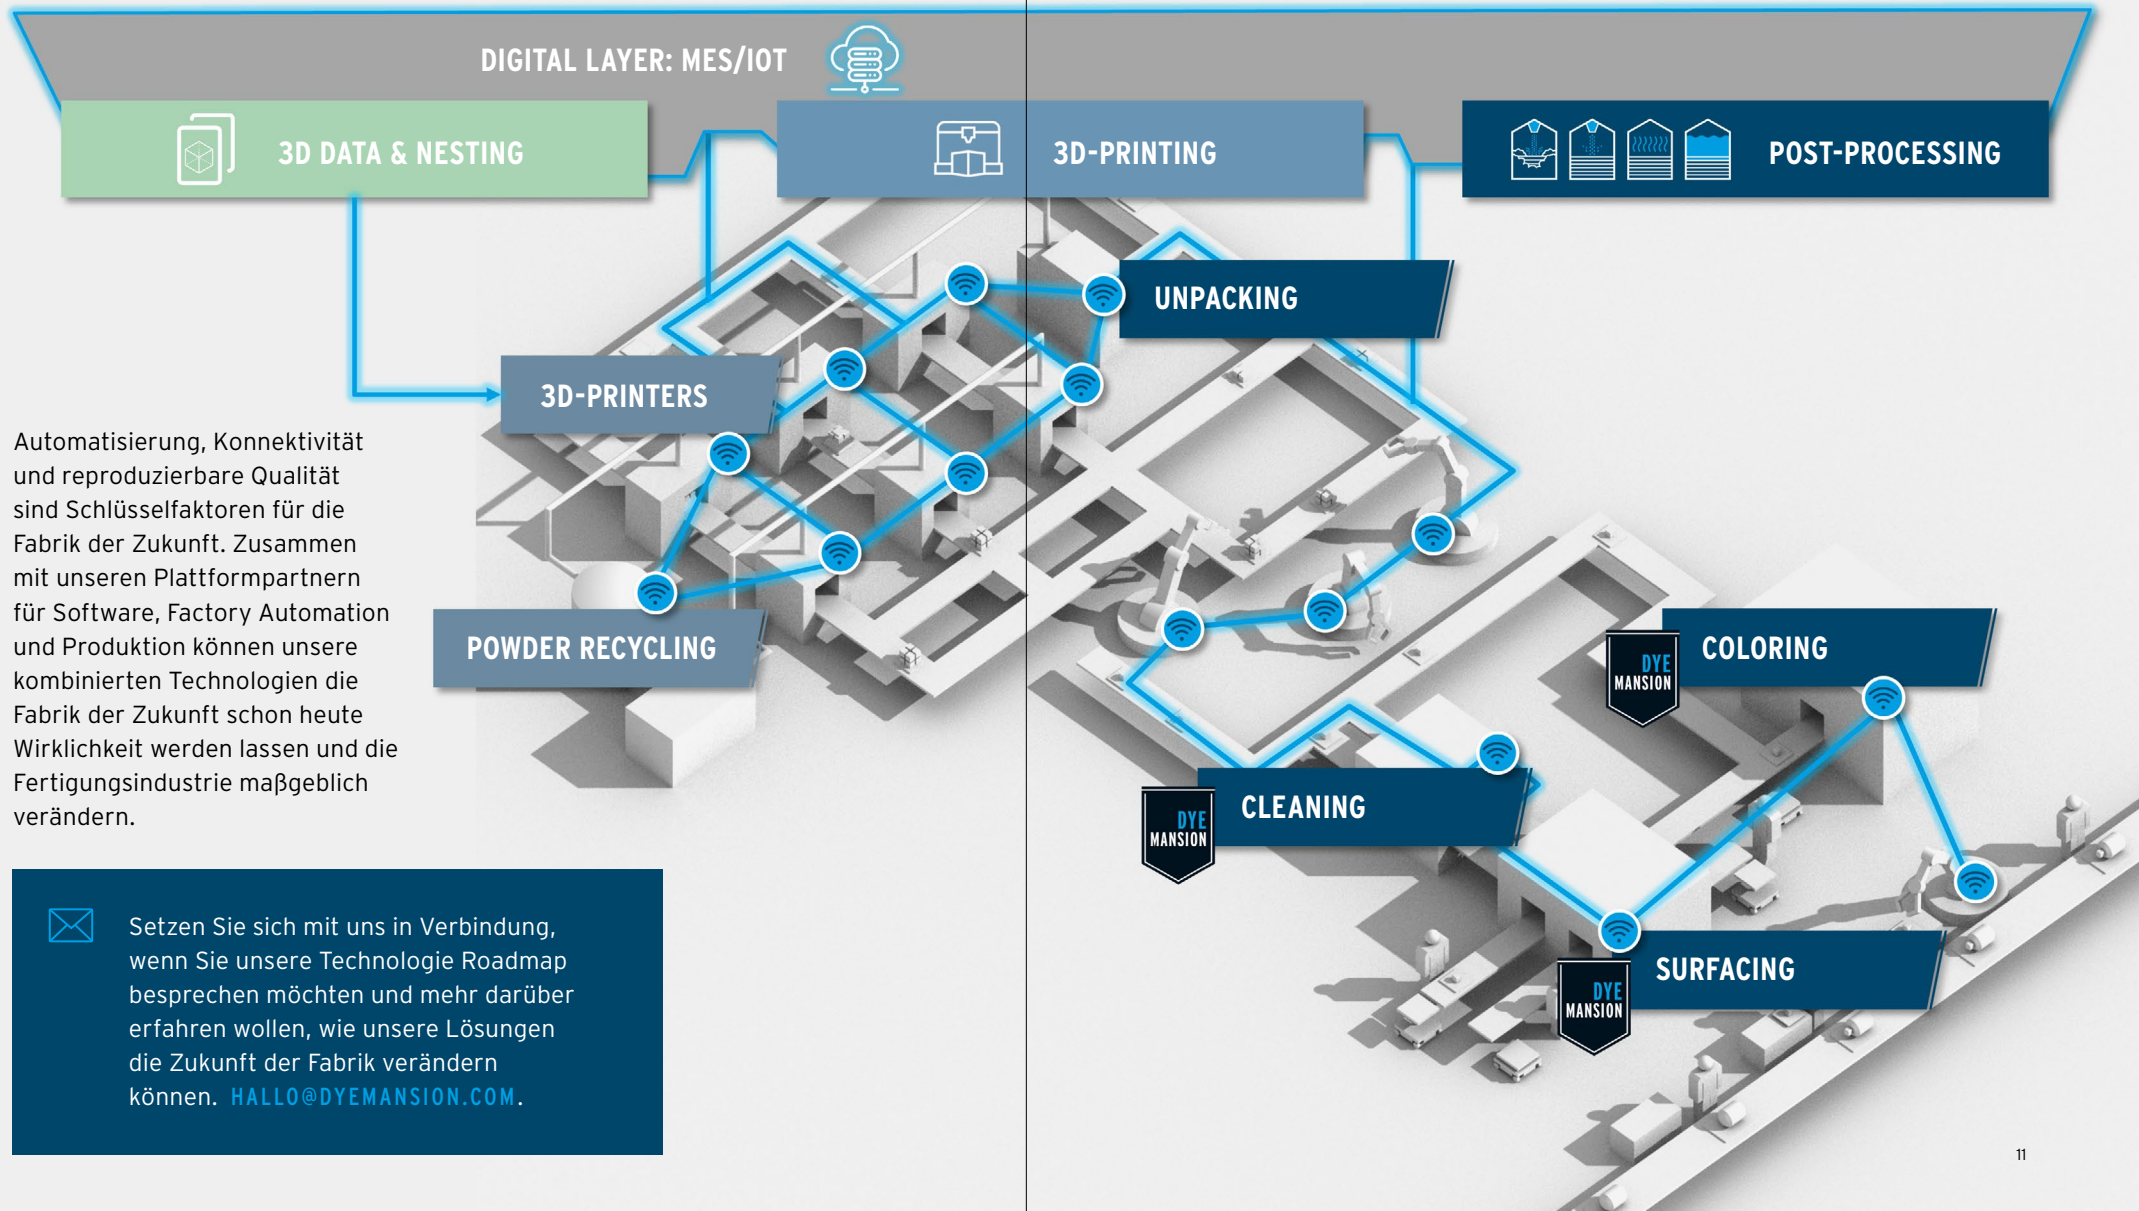 DIGITAL LAYER: MES/IOT
3D DATA & NESTING
3D-PRINTING
POST-PROCESSING
UNPACKING
3D-PRINTERS
POWDER RECYCLING
COLORING
DYE
MANSION
CLEANING
DYE
MANSION
SURFACING
DYE
MANSION
Automatisierung, Konnektivität
und reproduzierbare Qualität
sind Schlüsselfaktoren für die
Fabrik der Zukunft. Zusammen
mit unseren Plattformpartnern
für Software, Factory Automation
und Produktion können unsere
kombinierten Technologien die
Fabrik der Zukunft schon heute
Wirklichkeit werden lassen und die
Fertigungsindustrie maßgeblich
verändern.
Setzen Sie sich mit uns in Verbindung,
wenn Sie unsere Technologie Roadmap
besprechen möchten und mehr darüber
erfahren wollen, wie unsere Lösungen
die Zukunft der Fabrik verändern
können. HALLO@DYEMANSION.COM.
11